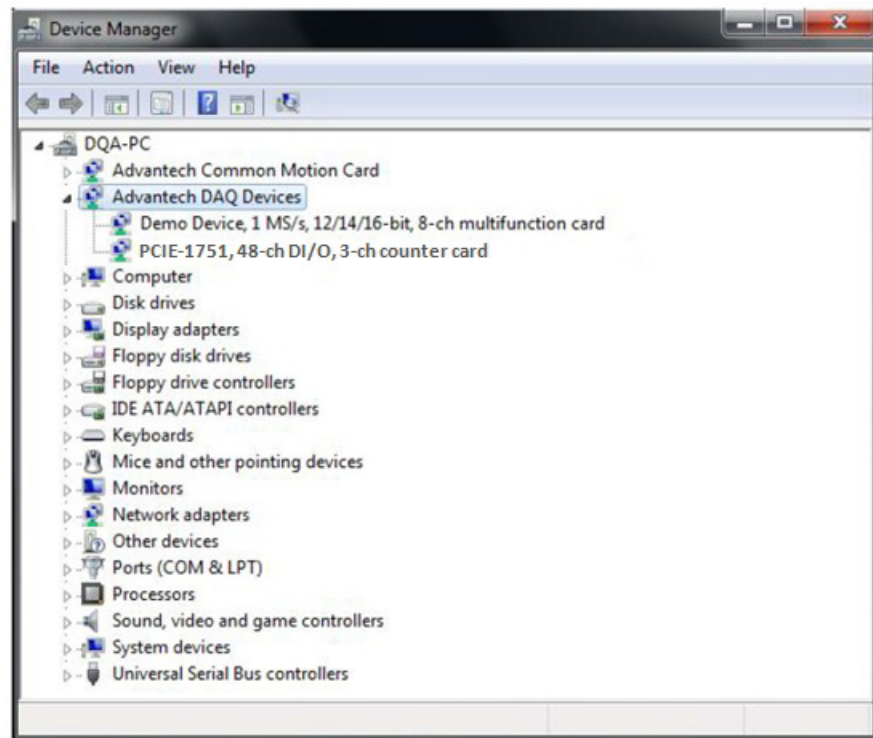 Device Manager
File Action View Help
DQA-PC
Advantech Common Motion Card
Advantech DAQ Devices
Demo Device, 1 MS/s, 12/14/16-bit, 8-ch multifunction card
PCIE-1751, 48-ch DI/O, 3-ch counter card
Computer
Disk drives
Display adapters
Floppy disk drives
Floppy drive controllers
IDE ATA/ATAPI controllers
Keyboards
Mice and other pointing devices
Monitors
Network adapters
Other devices
Ports (COM & LPT)
Processors
Sound, video and game controllers
System devices
Universal Serial Bus controllers